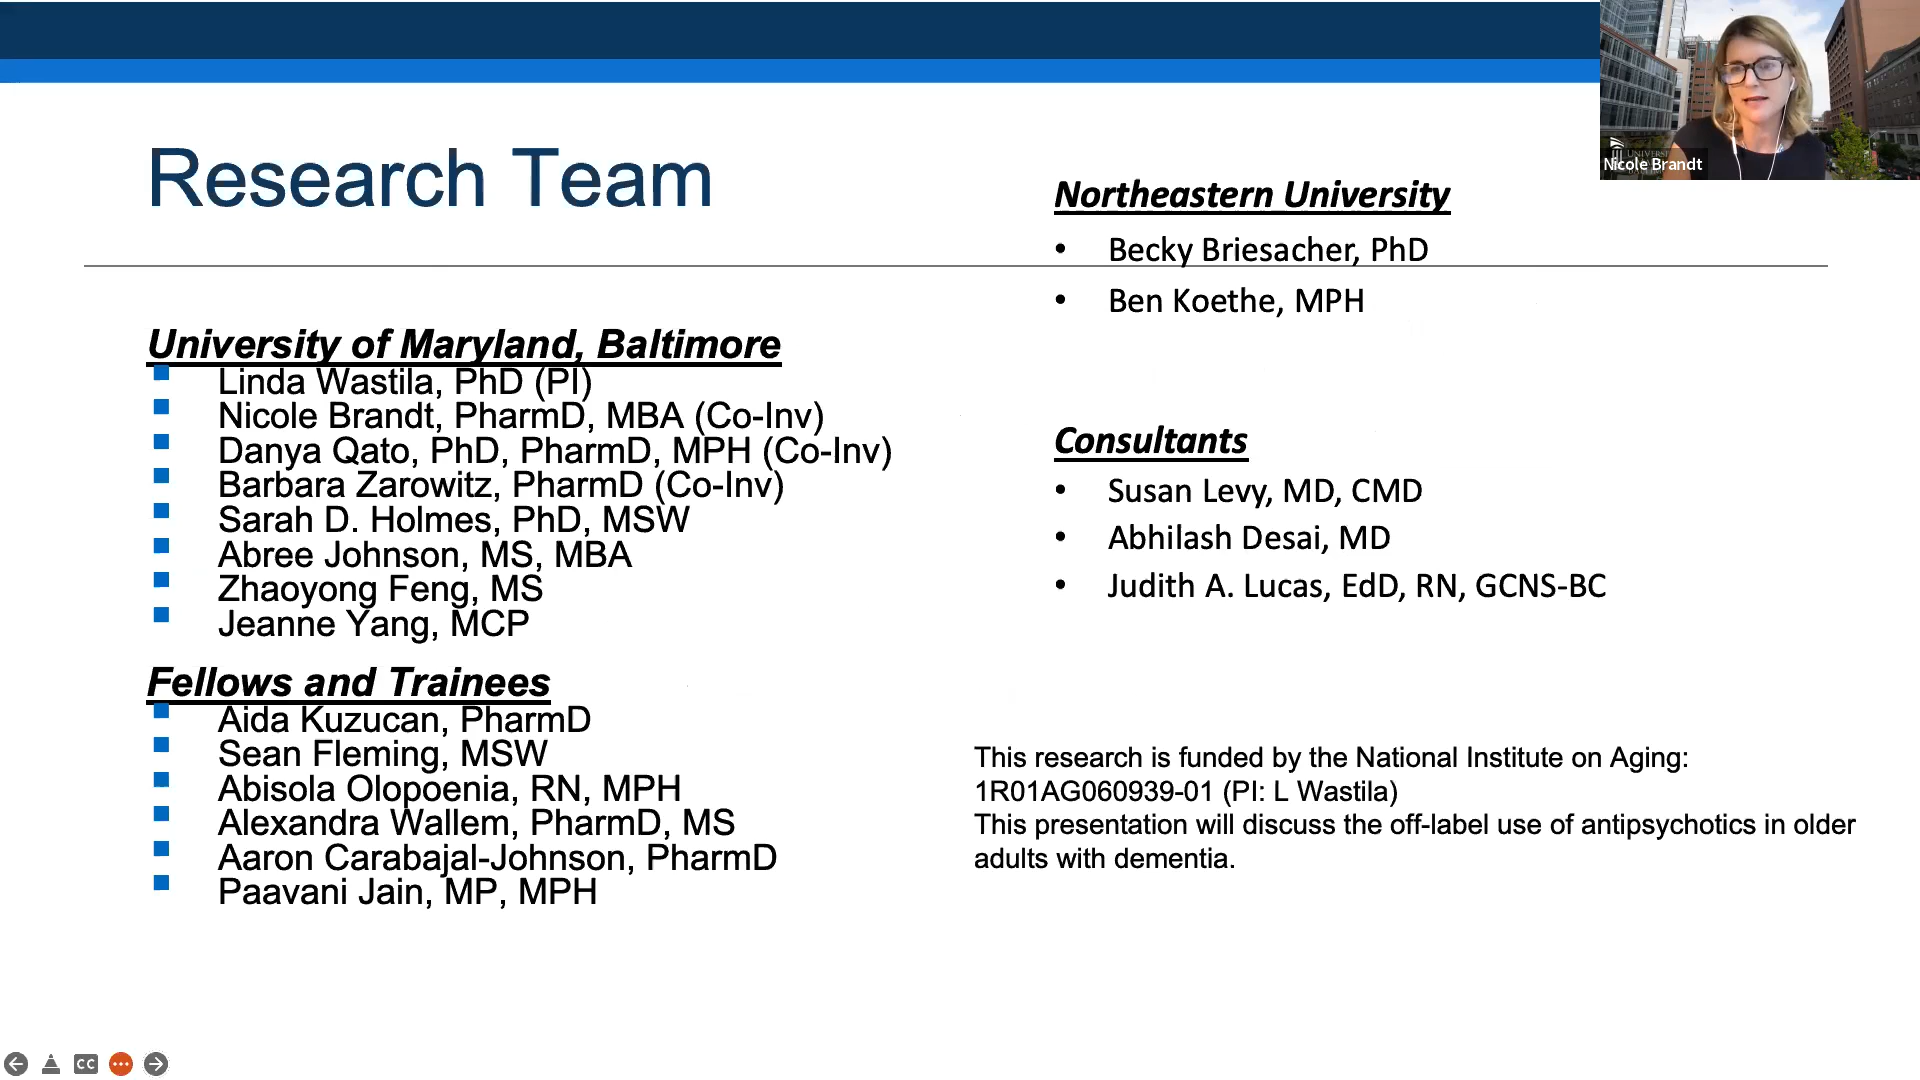 Research Team
University of Maryland, Baltimore
Linda Wastila, PhD (PI)
Nicole Brandt, PharmD, MBA (Co-Inv)
Danya Qato, PhD, PharmD, MPH (Co-Inv)
Barbara Zarowitz, PharmD (Co-Inv)
Sarah D. Holmes, PhD, MSW
Abree Johnson, MS, MBA
Zhaoyong Feng, MS
Jeanne Yang, MCP
Fellows and Trainees
Aida Kuzucan, PharmD
Sean Fleming, MSW
Abisola Olopoenia, RN, MPH
Alexandra Wallem, PharmD, MS
Aaron Carabajal-Johnson, PharmD
Paavani Jain, MP, MPH
Northeastern University
• Becky Briesacher, PhD
• Ben Koethe, MPH
Consultants
• Susan Levy, MD, CMD
• Abhilash Desai, MD
• Judith A. Lucas, EdD, RN, GCNS-BC
This research is funded by the National Institute on Aging:
1R01AG060939-01 (PI: L Wastila)
This presentation will discuss the off-label use of antipsychotics in older
adults with dementia.
Nicole Brandt
CC